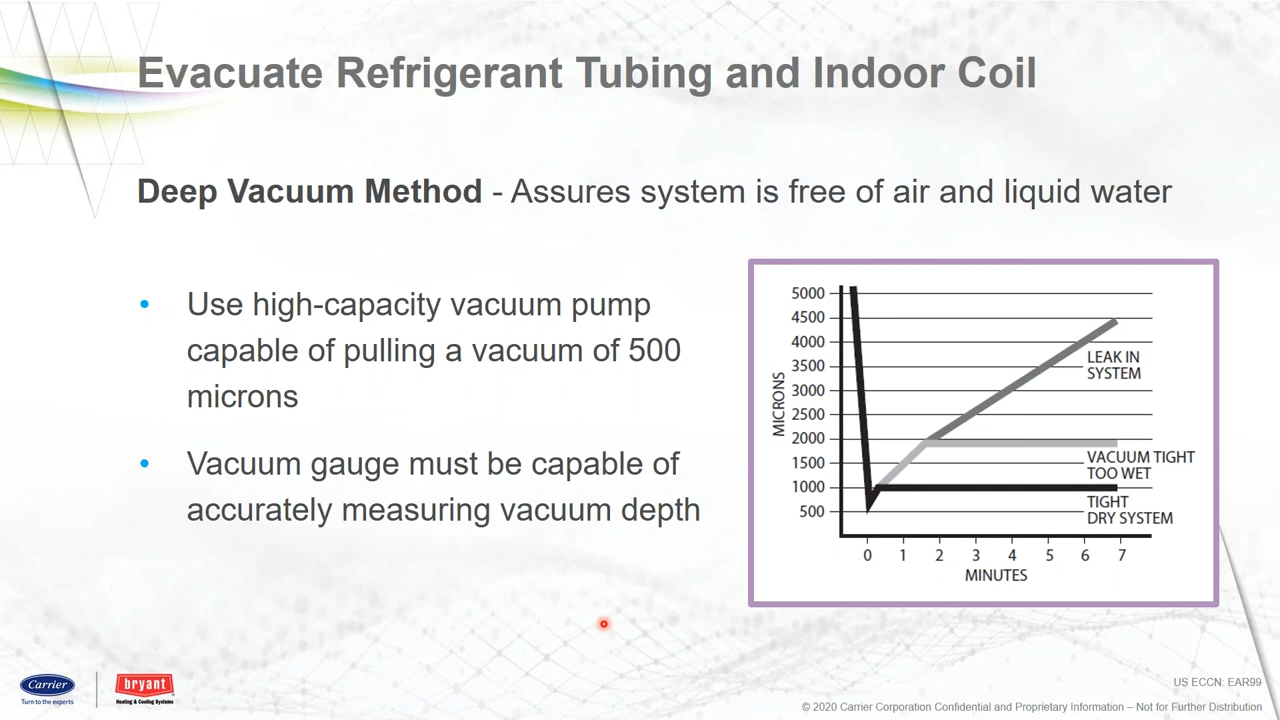 Evacuate Refrigerant Tubing and Indoor Coil
Deep Vacuum Method - Assures system is free of air and liquid water
• Use high-capacity vacuum pump
capable of pulling a vacuum of 500
microns
• Vacuum gauge must be capable of
accurately measuring vacuum depth
MICRONS
5000
4500
4000
3500
3000
2500
2000
1500
1000
500
LEAK IN
SYSTEM
VACUUM TIGHT
TOO WET
TIGHT
DRY SYSTEM
0 1 2 3 4 5 6 7
MINUTES
Carrier
Turn to the experts
bryant
Heating & Cooling Systems
US ECCN: EAR99
© 2020 Carrier Corporation Confidential and Proprietary Information – Not for Further Distribution